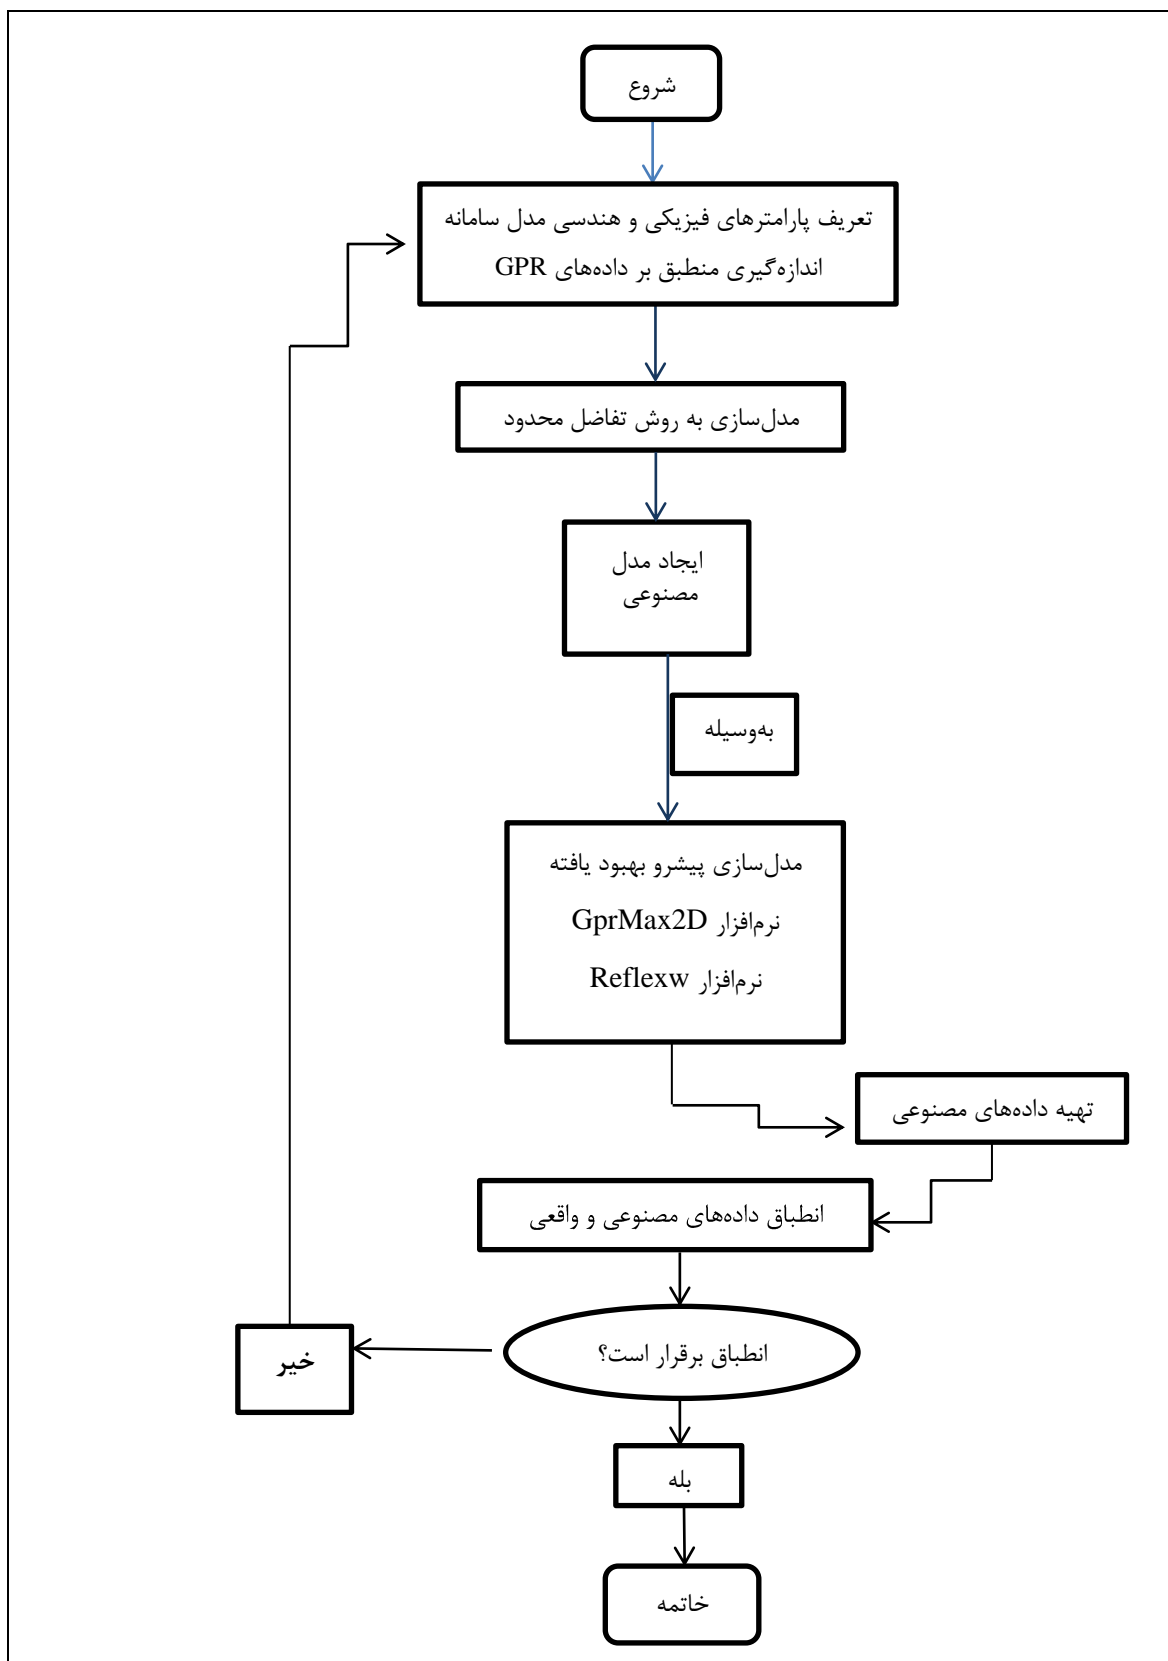 شروع
تعریف پارامترهای فیزیکی و هندسی مدل سامانه
اندازه‌گیری منطبق بر داده‌های GPR
مدل‌سازی به روش تفاضل محدود
ایجاد مدل
مصنوعی
به‌وسیله
مدل‌سازی پیشرو بهبود یافته
نرم‌افزار GprMax2D
نرم‌افزار Reflexw
تهیه داده‌های مصنوعی
انطباق داده‌های مصنوعی و واقعی
انطباق برقرار است؟
خیر
بله
خاتمه